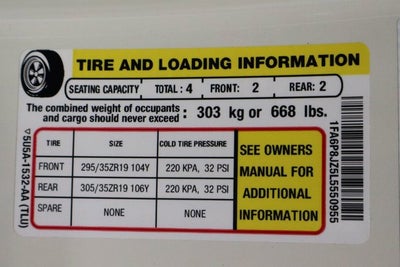 TIRE AND LOADING INFORMATION
SEATING CAPACITY TOTAL : 4 FRONT: 2 REAR: 2
The combined weight of occupants and cargo should never exceed : 303 kg or 668 lbs.
TIRE SIZE COLD TIRE PRESSURE
FRONT 295/35ZR19 104Y 220 KPA, 32 PSI
REAR 305/35ZR19 106Y 220 KPA, 32 PSI
SPARE NONE NONE
SEE OWNERS
MANUAL FOR
ADDITIONAL
INFORMATION
5U5A-1532-AA (TLU)
1FA6P8JZ5L5550955